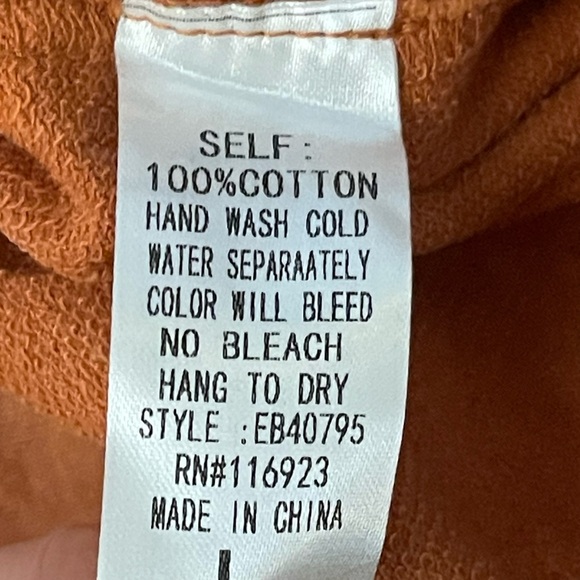 SELF:
100%COTTON
HAND WASH COLD
WATER SEPARAATELY
COLOR WILL BLEED
NO BLEACH
HANG TO DRY
STYLE :EB40795
RN#116923
MADE IN CHINA